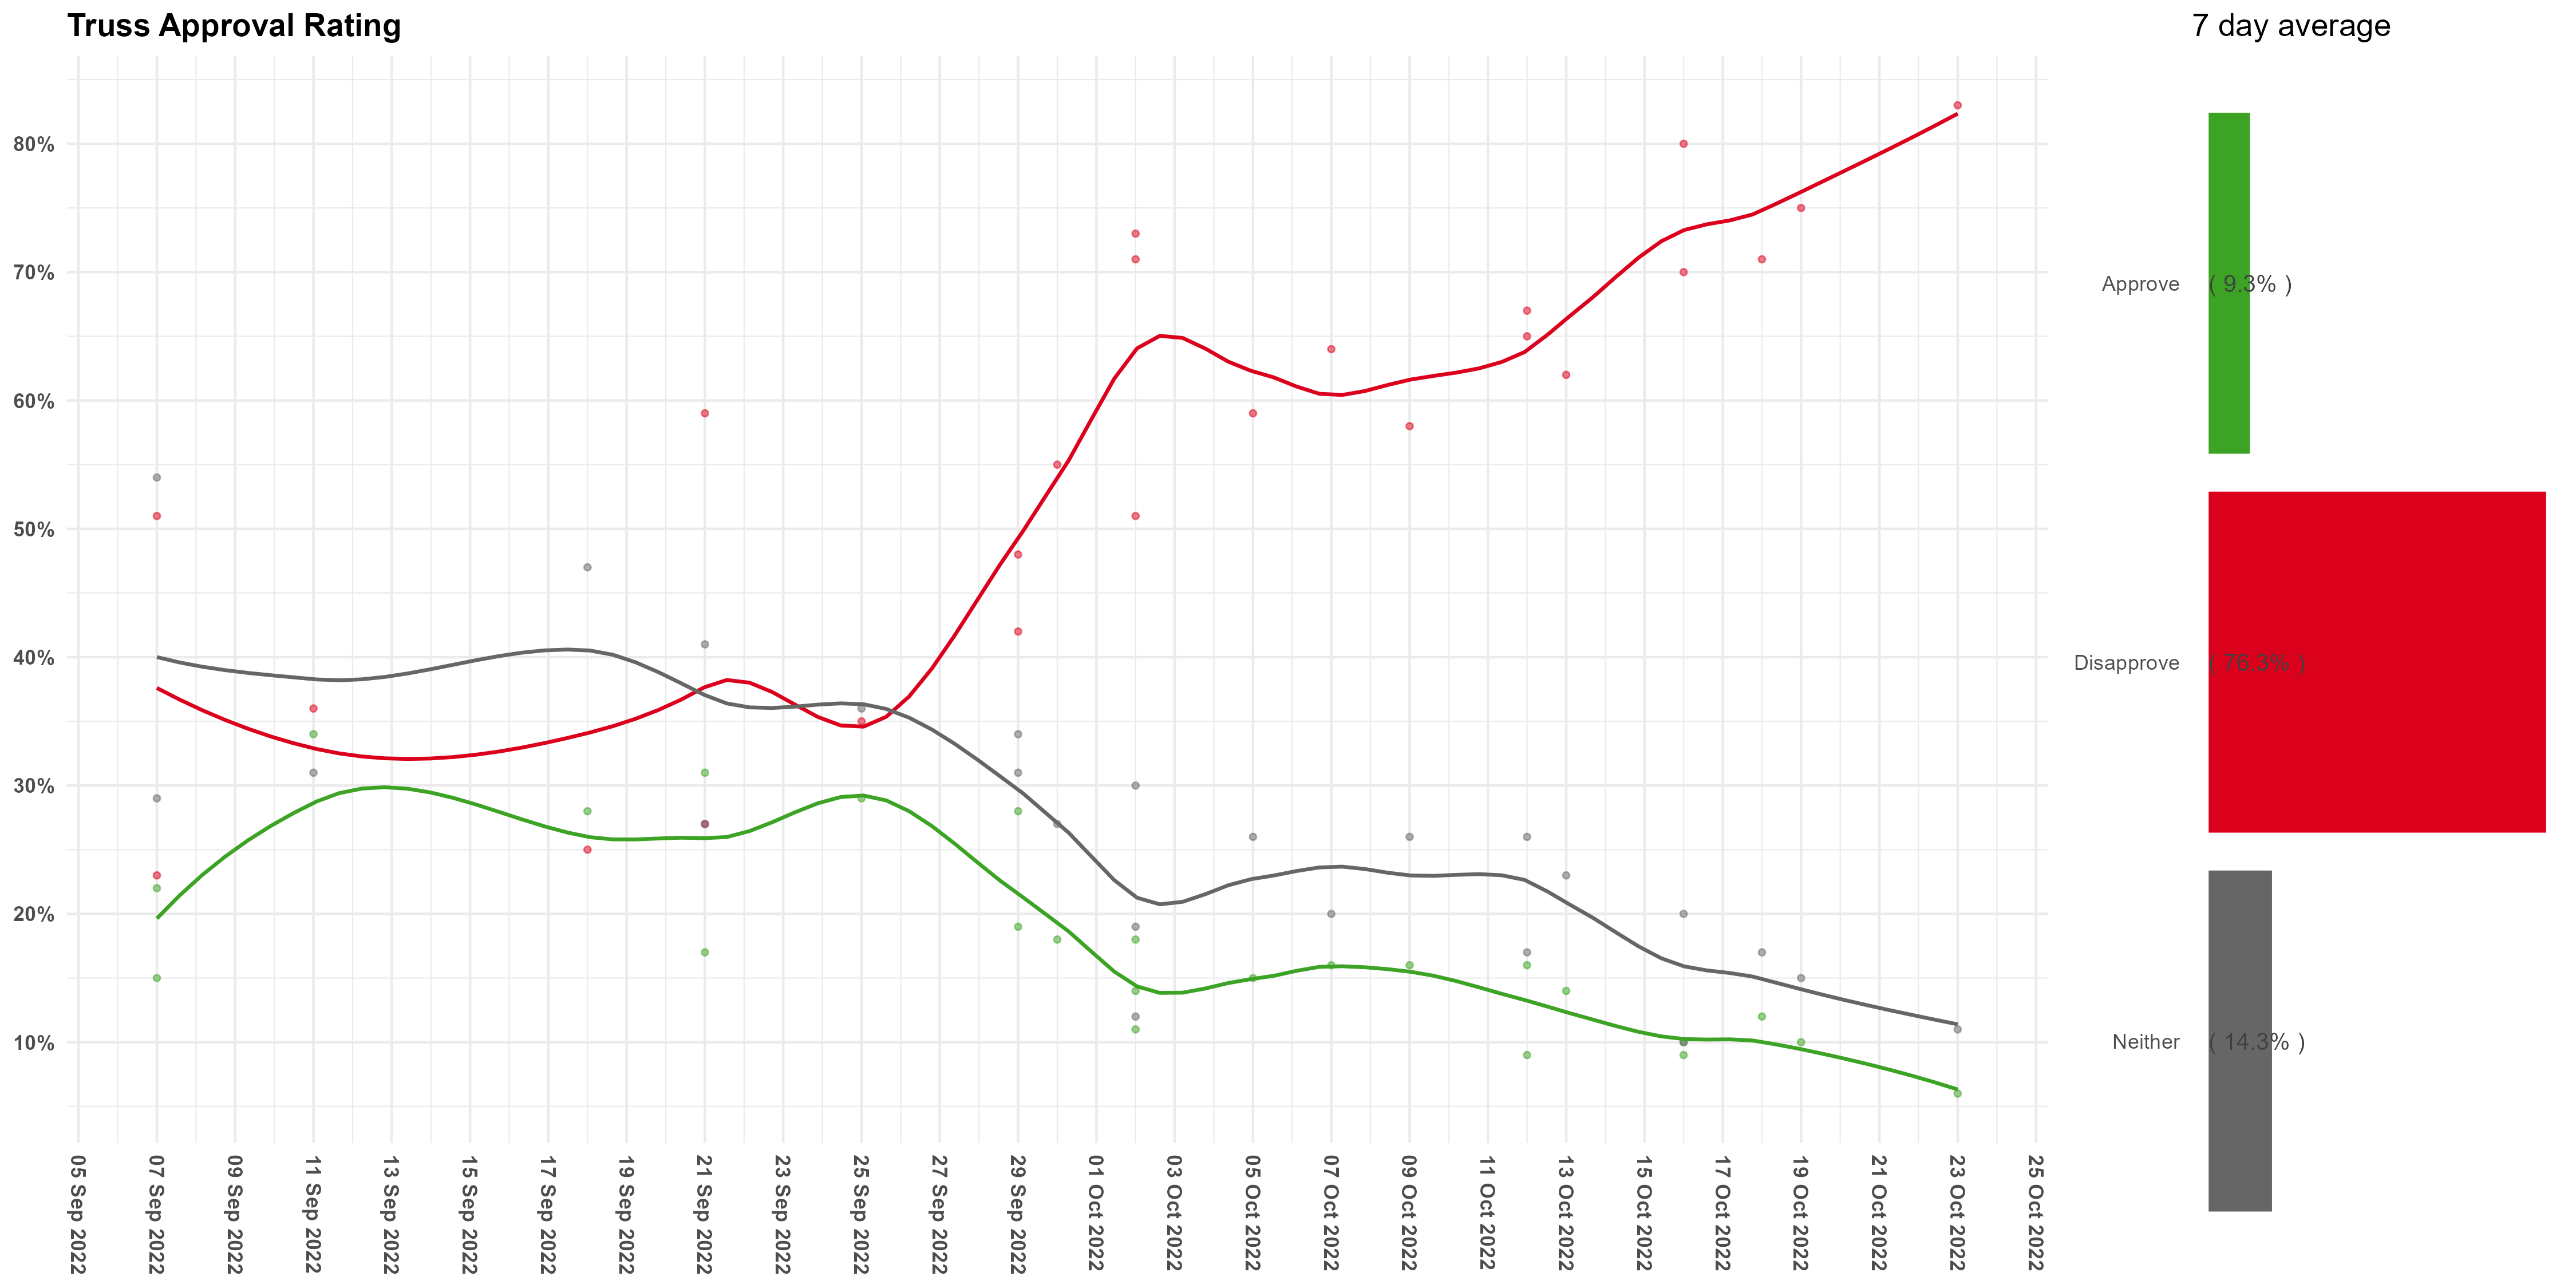 Truss Approval Rating
7 day average
80%
70%
60%
50%
40%
30%
20%
10%
05 Sep 2022
07 Sep 2022
09 Sep 2022
11 Sep 2022
13 Sep 2022
15 Sep 2022
17 Sep 2022
19 Sep 2022
21 Sep 2022
23 Sep 2022
25 Sep 2022
27 Sep 2022
29 Sep 2022
01 Oct 2022
03 Oct 2022
05 Oct 2022
07 Oct 2022
09 Oct 2022
11 Oct 2022
13 Oct 2022
15 Oct 2022
17 Oct 2022
19 Oct 2022
21 Oct 2022
23 Oct 2022
25 Oct 2022
Approve ( 9.3% )
Disapprove ( 76.3% )
Neither ( 14.3% )